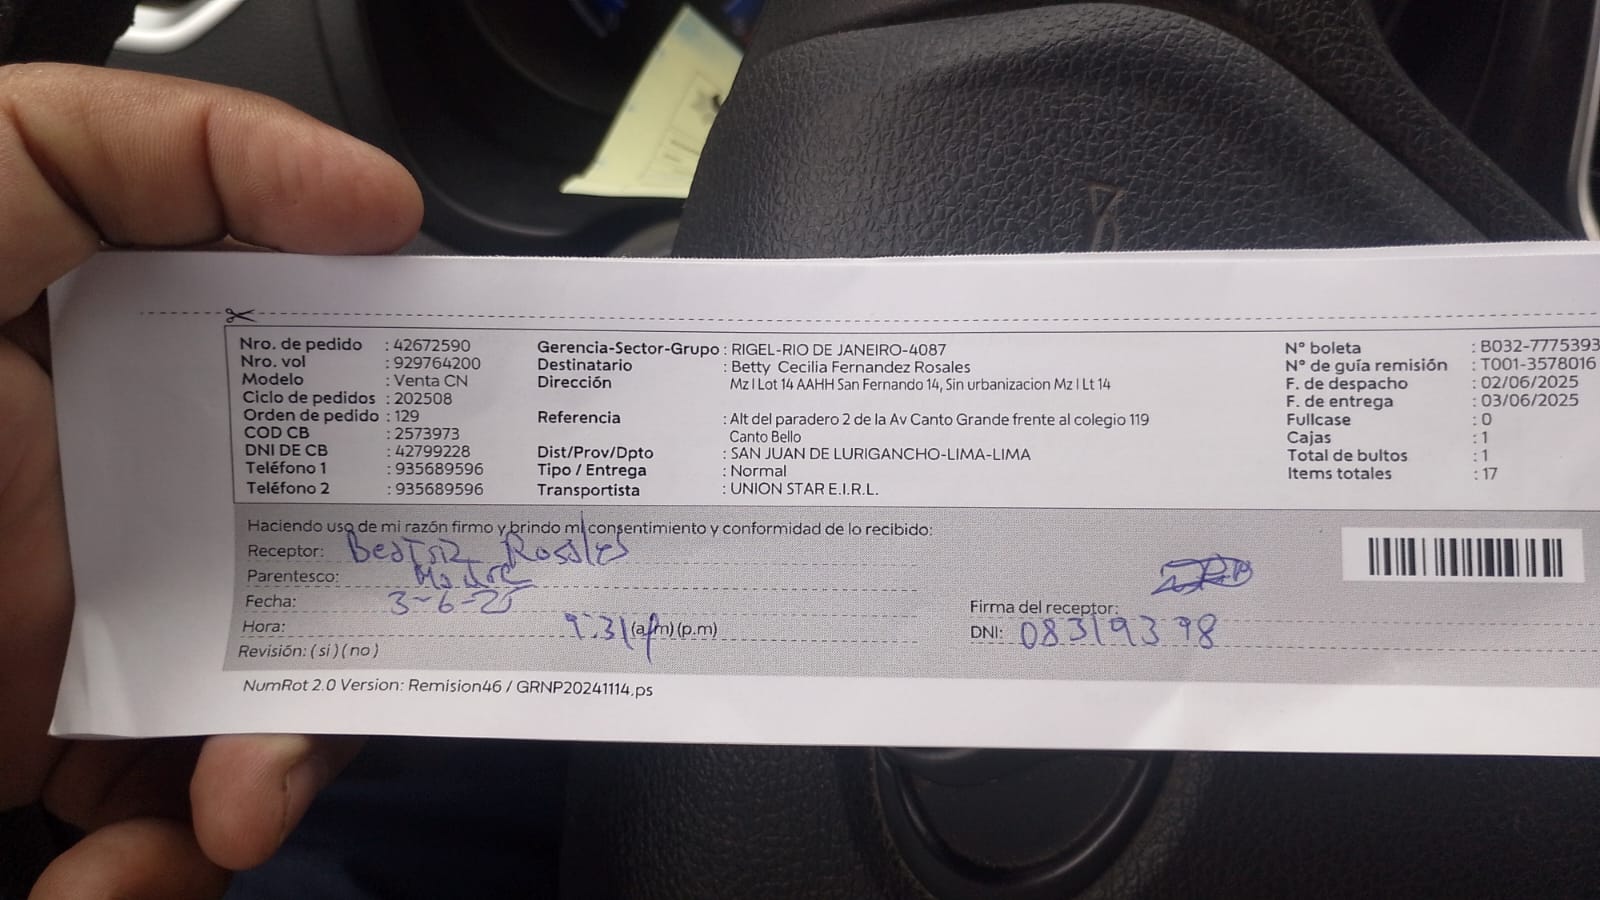 Nro. de pedido : 42672590
Nro. vol : 929764200
Modelo : Venta CN
Ciclo de pedidos : 202508
Orden de pedido : 129
COD CB : 2573973
DNI DE CB : 42799228
Teléfono 1 : 935689596
Teléfono 2 : 935689596
Gerencia-Sector-Grupo : RIGEL-RIO DE JANEIRO-4087
Destinatario : Betty Cecilia Fernandez Rosales
Dirección Mz I Lot 14 AAHH San Fernando 14, Sin urbanizacion Mz I Lt 14
Referencia : Alt del paradero 2 de la Av Canto Grande frente al colegio 119
Canto Bello
Dist/Prov/Dpto : SAN JUAN DE LURIGANCHO-LIMA-LIMA
Tipo / Entrega : Normal
Transportista : UNION STAR E.I.R.L.
N° boleta : B032-7775393
N° de guía remisión : T001-3578016
F. de despacho : 02/06/2025
F. de entrega : 03/06/2025
Fullcase : 0
Cajas : 1
Total de bultos : 1
Items totales : 17
Haciendo uso de mi razón firmo y brindo mi consentimiento y conformidad de lo recibido:
Receptor: Beatriz Rosales
Parentesco: Madre
Fecha: 3-6-25
Hora: 9:31 (a.m) (p.m)
Revisión: (si) (no)
Firma del receptor:
DNI: 08319398
NumRot 2.0 Version: Remision46 / GRNP20241114.ps